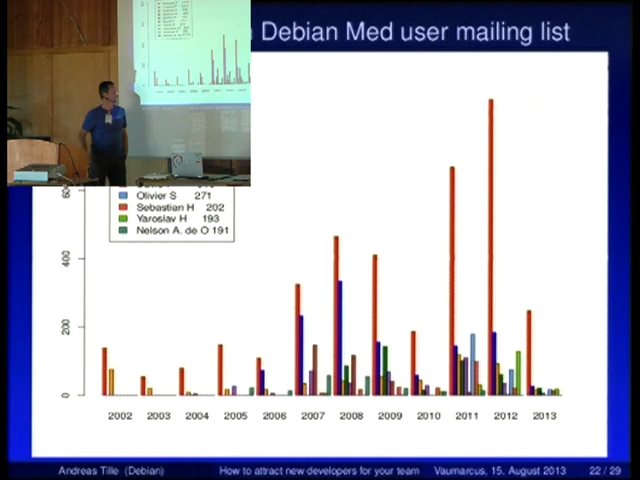 Debian Med user mailing list
Olivier S 271
Sebastian H 202
Yaroslav H 193
Nelson A. de O 191
400
200
0
2002 2003 2004 2005 2006 2007 2008 2009 2010 2011 2012 2013
Andreas Tille (Debian) How to attract new developers for your team Vaumarcus, 15. August 2013 22 / 29